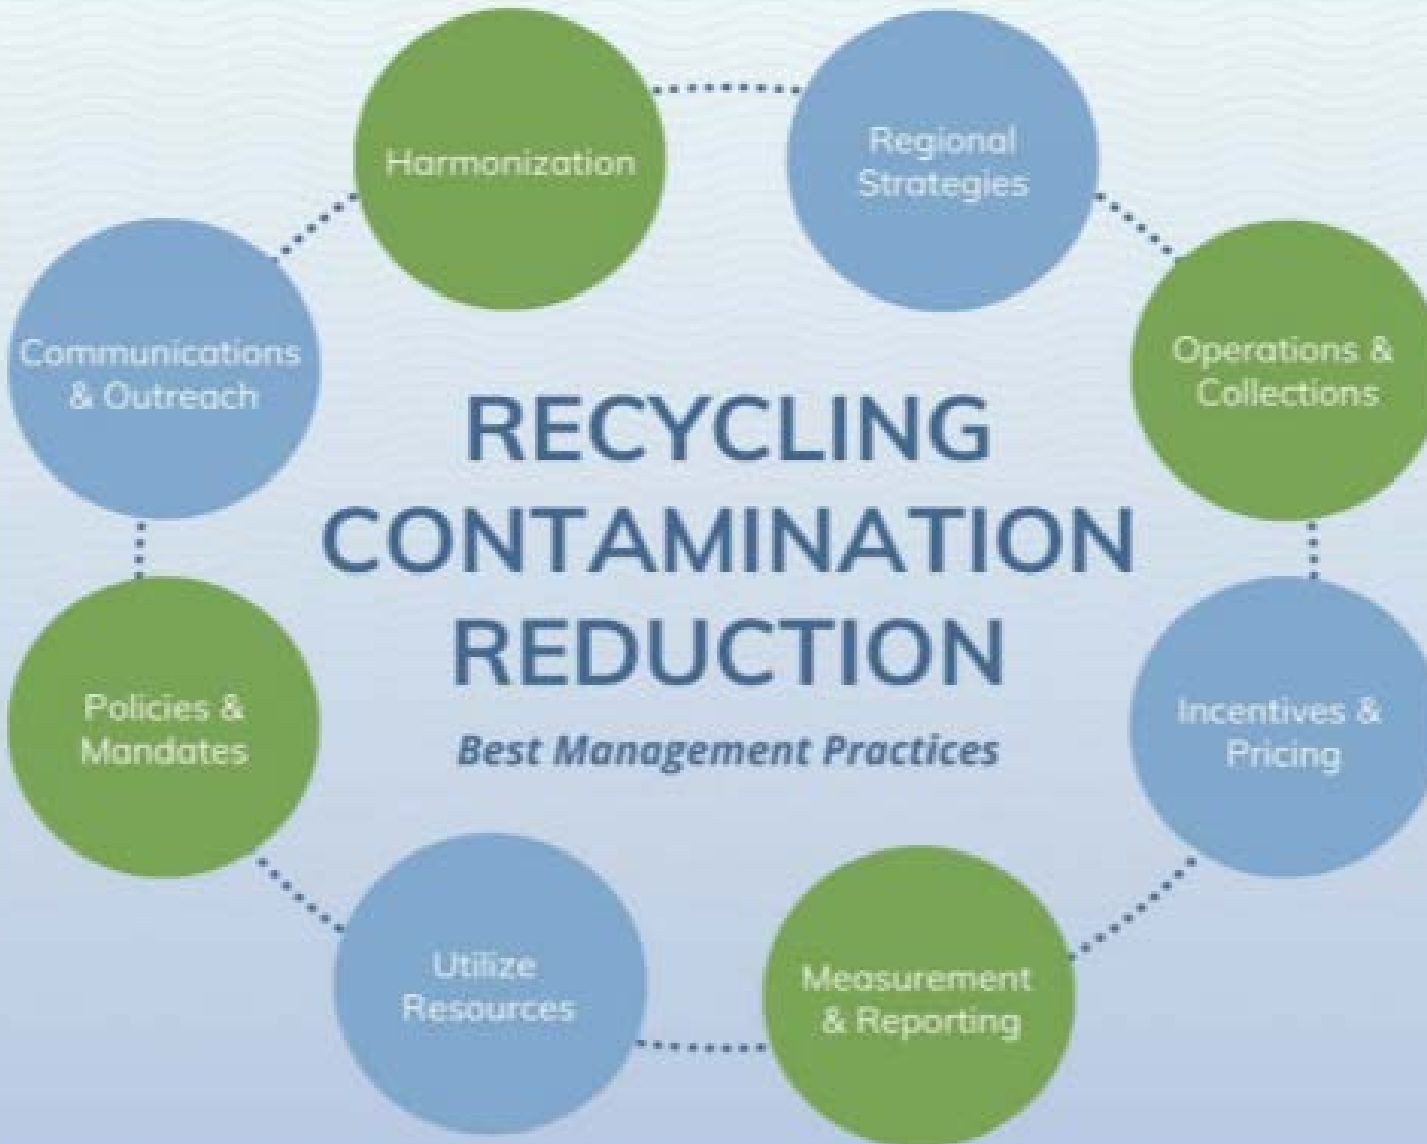 Harmonization
Regional
Strategies
Operations &
Collections
Incentives &
Pricing
Measurement
& Reporting
Utilize
Resources
Policies &
Mandates
Communications
& Outreach
RECYCLING
CONTAMINATION
REDUCTION
Best Management Practices